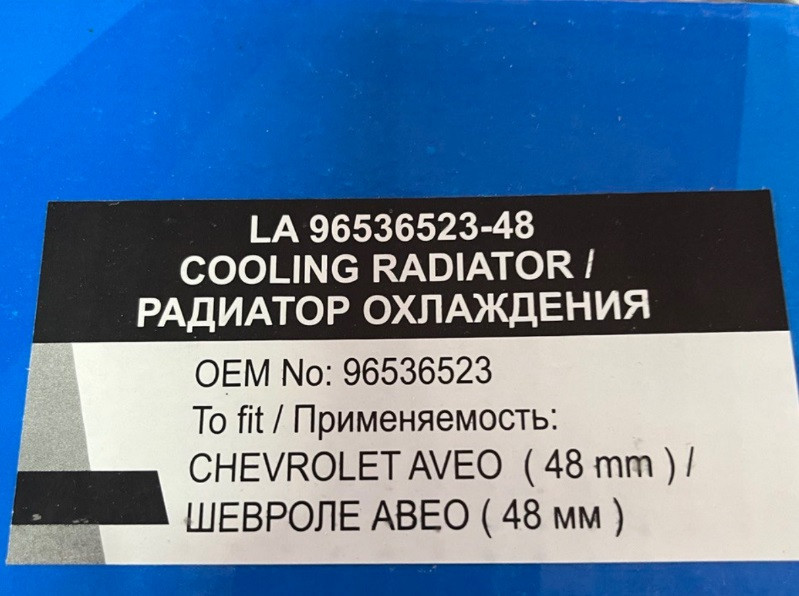 LA 96536523-48
COOLING RADIATOR /
РАДИАТОР ОХЛАЖДЕНИЯ
OEM No: 96536523
To fit / Применяемость:
CHEVROLET AVEO ( 48 mm ) /
ШЕВРОЛЕ АВЕО ( 48 мм )